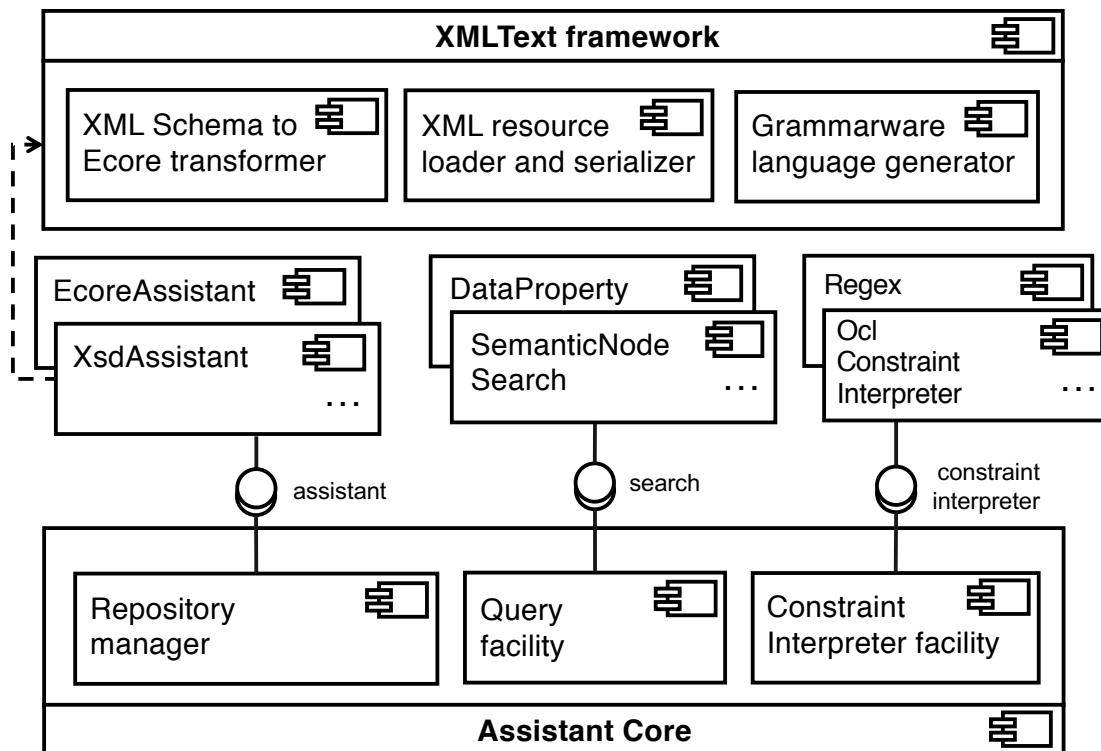 XMLText framework
XML Schema to
Ecore transformer
XML resource
loader and serializer
Grammarware
language generator
EcoreAssistant
XsdAssistant
...
DataProperty
SemanticNode
Search
...
Regex
Ocl
Constraint
Interpreter
...
assistant
search
constraint
interpreter
Repository
manager
Query
facility
Constraint
Interpreter facility
Assistant Core